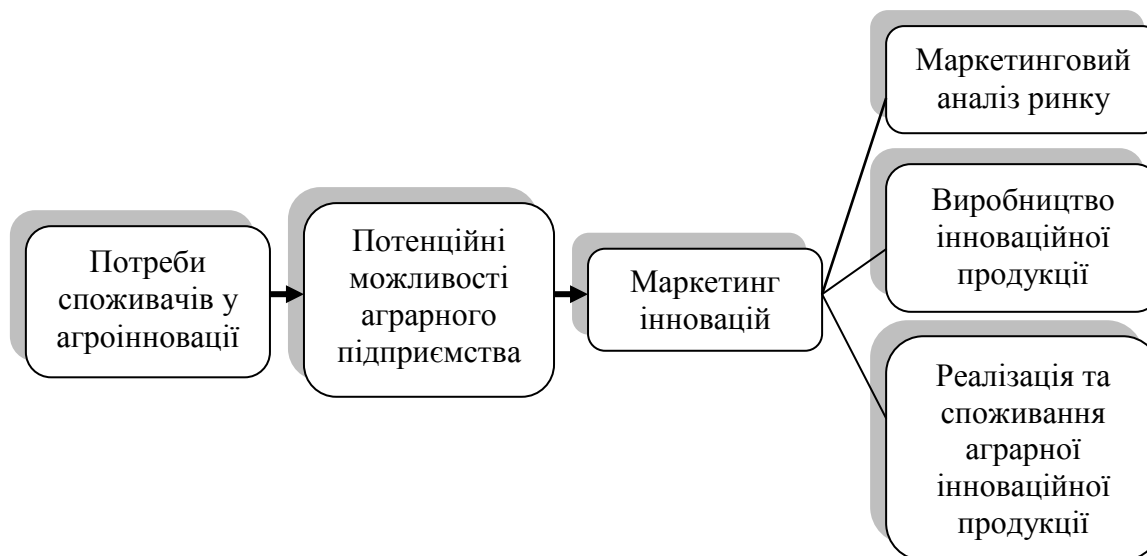 Потреби
споживачів у
агроінновації
Потенційні
можливості
аграрного
підприємства
Маркетинг
інновацій
Маркетинговий
аналіз ринку
Виробництво
інноваційної
продукції
Реалізація та
споживання
аграрної
інноваційної
продукції